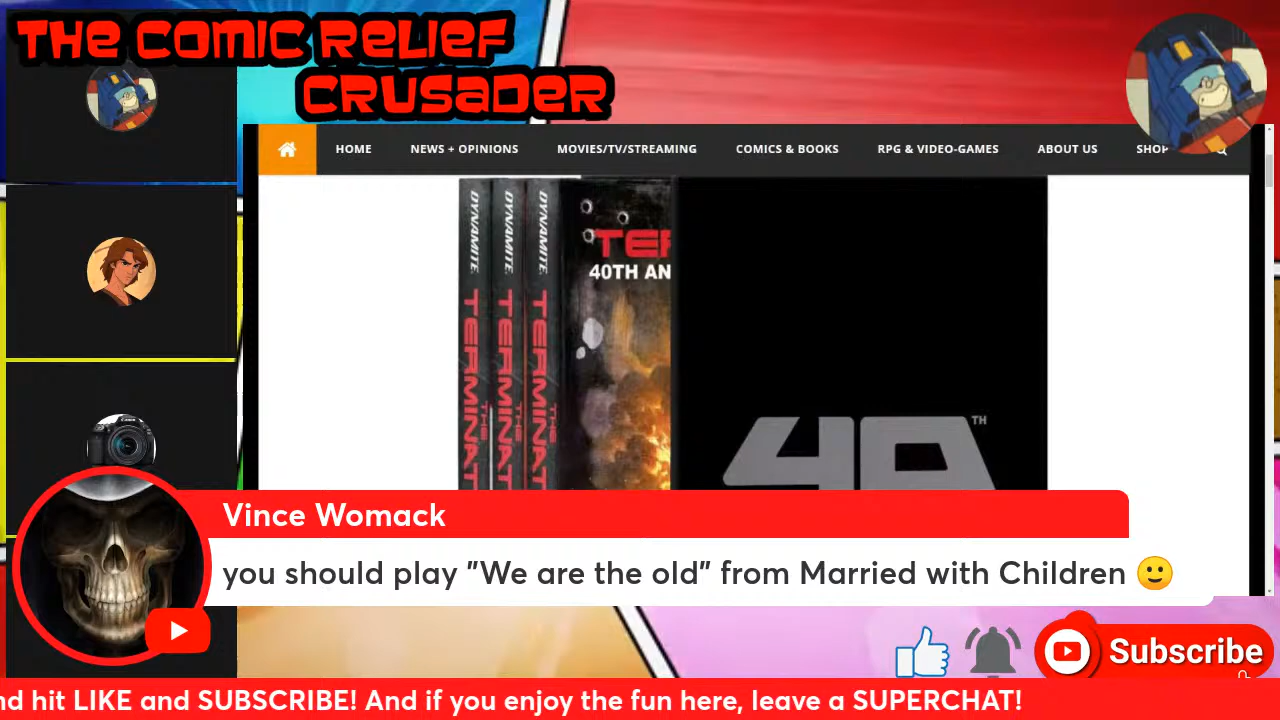 THE COMIC RELIEF
CRUSADER
HOME NEWS + OPINIONS MOVIES/TV/STREAMING COMICS & BOOKS RPG & VIDEO-GAMES ABOUT US SHOP
DYNAMITE. DYNAMITE. DYNAMITE.
THE TERMINAT THE TERMINAT THE TERMINAT
TER
40TH AN
40TH
Vince Womack
you should play "We are the old" from Married with Children 🙂
Subscribe
nd hit LIKE and SUBSCRIBE! And if you enjoy the fun here, leave a SUPERCHAT!